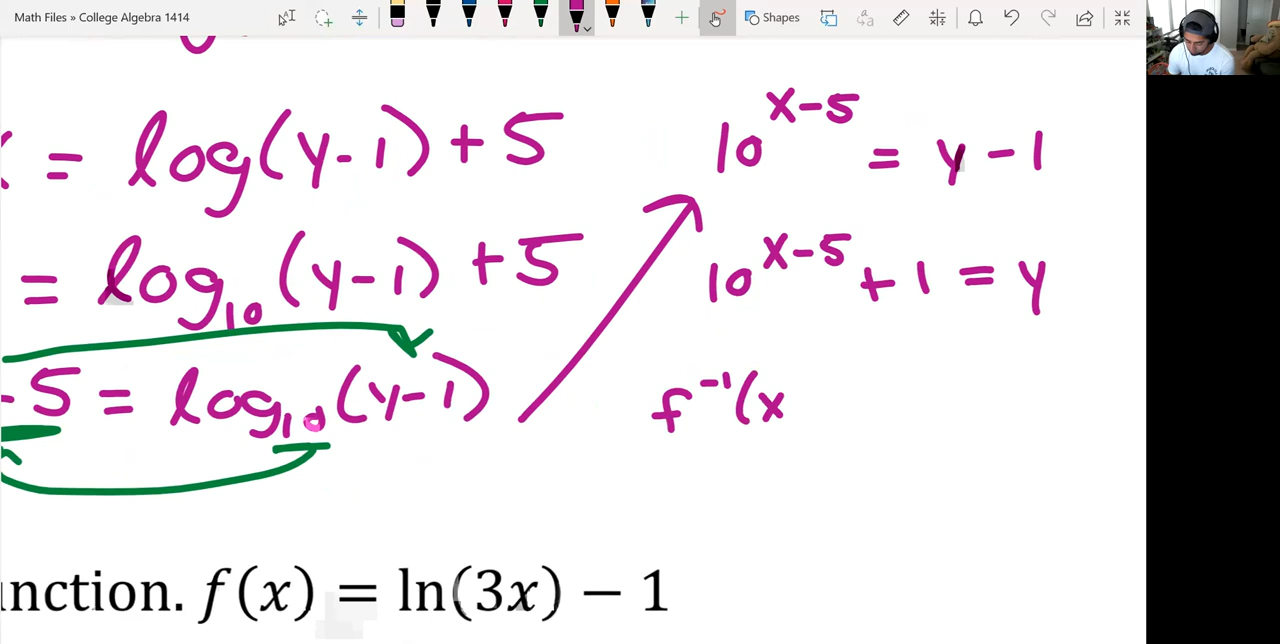 Math Files » College Algebra 1414
Shapes
= log(y-1)+5
= log₁₀(y-1)+5
-5 = log₁₀(y-1)
10^{x-5} = y-1
10^{x-5}+1=y
f⁻¹(x
nction. f(x) = ln(3x) − 1